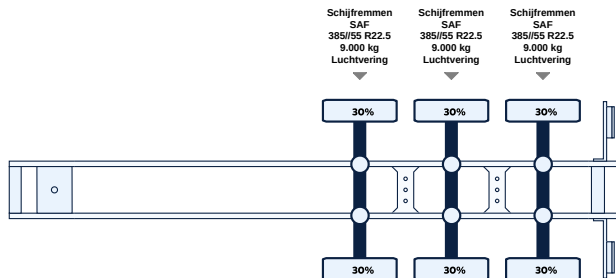 Schijfremmen Schijfremmen Schijfremmen
SAF SAF SAF
385//55 R22.5 385//55 R22.5 385//55 R22.5
9.000 kg 9.000 kg 9.000 kg
Luchtvering Luchtvering Luchtvering
30% 30% 30%
30% 30% 30%